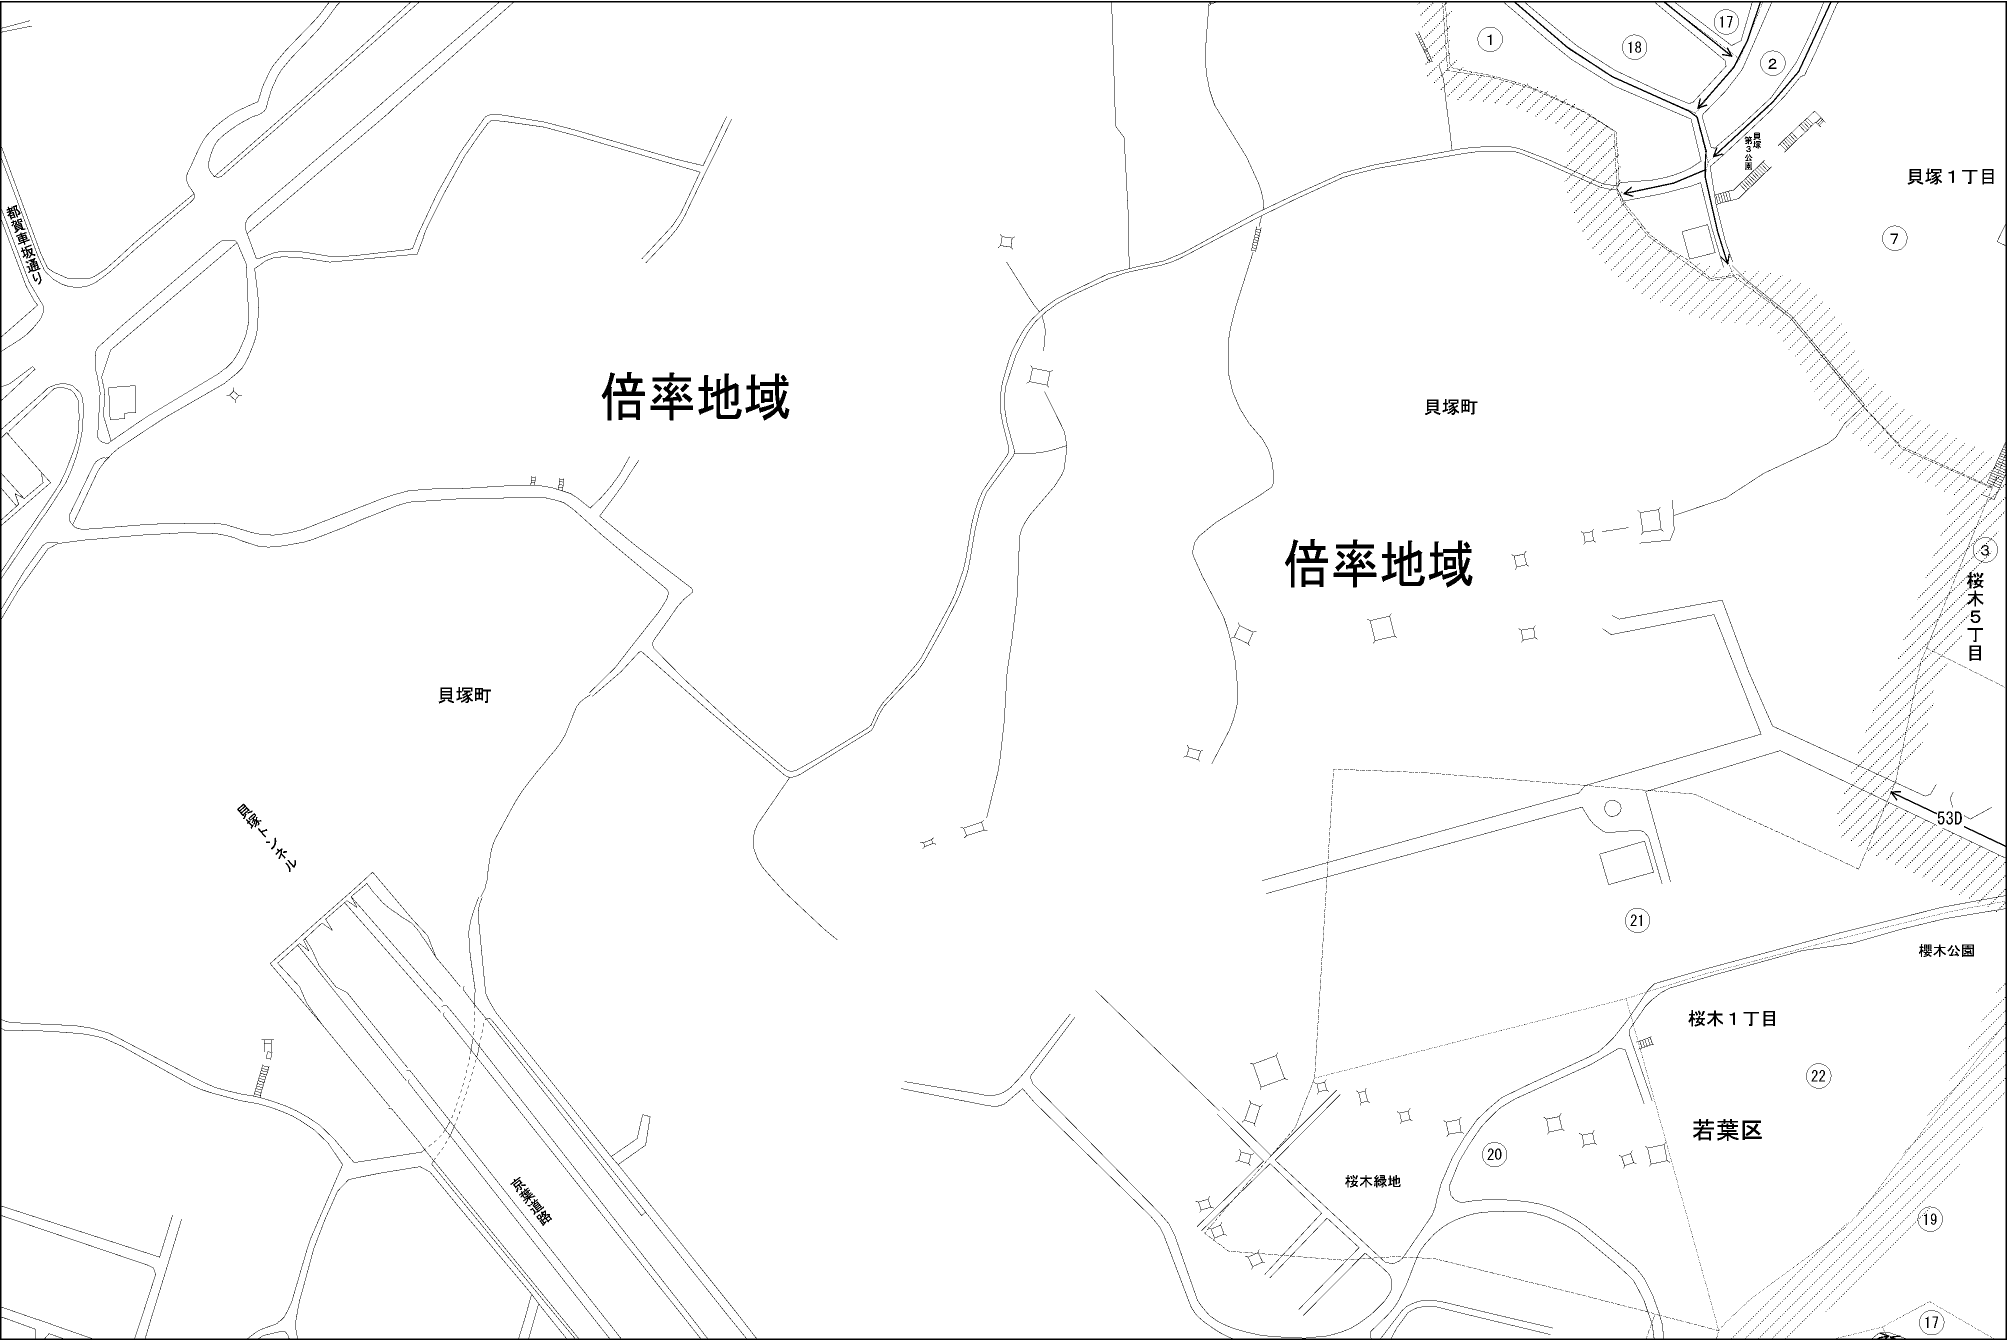 17
1
18
2
貝塚
第3公園
貝塚1丁目
7
都賀車坂通り
倍率地域
貝塚町
倍率地域
3
桜木5丁目
貝塚町
貝塚トンネル
53D
21
櫻木公園
桜木1丁目
22
若葉区
20
桜木緑地
京葉道路
19
17